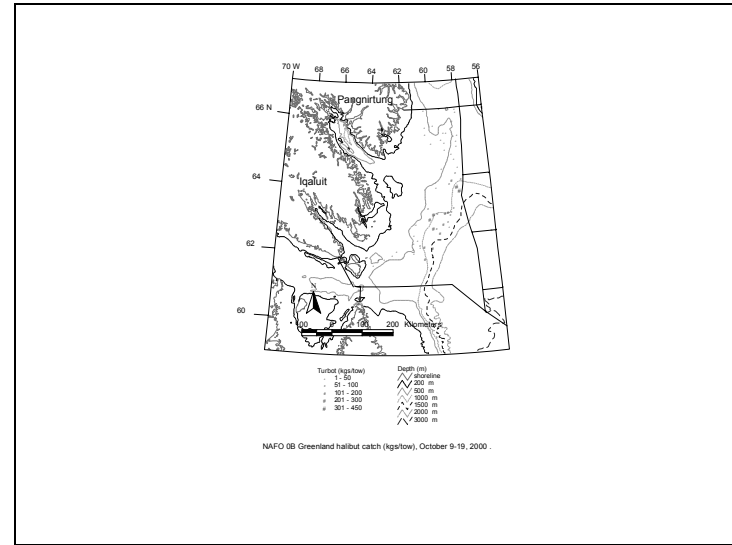 70 W 68 66 64 62 60 58 56
Pangnirtung
66 N
Iqaluit
64
62
N
60
100 0 100 200 Kilometers
Turbot (kgs/tow)
1 - 50
51 - 100
101 - 200
201 - 300
301 - 450
Depth (m)
shoreline
200 m
500 m
1000 m
1500 m
2000 m
3000 m
NAFO 0B Greenland halibut catch (kgs/tow), October 9-19, 2000 .